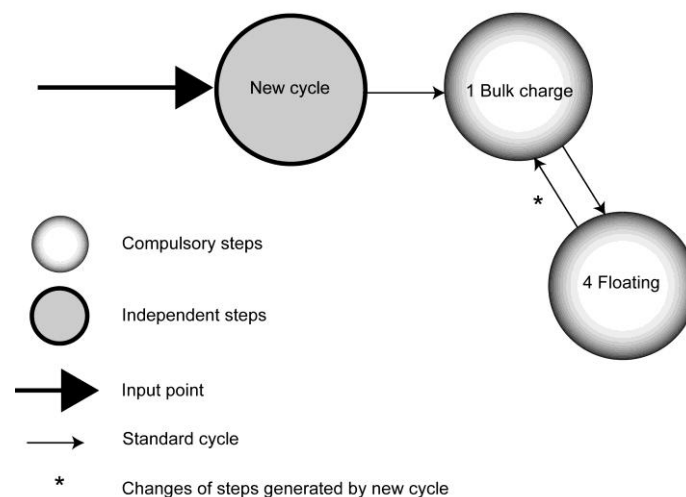 New cycle
1 Bulk charge
*
4 Floating
Compulsory steps
Independent steps
Input point
Standard cycle
* Changes of steps generated by new cycle